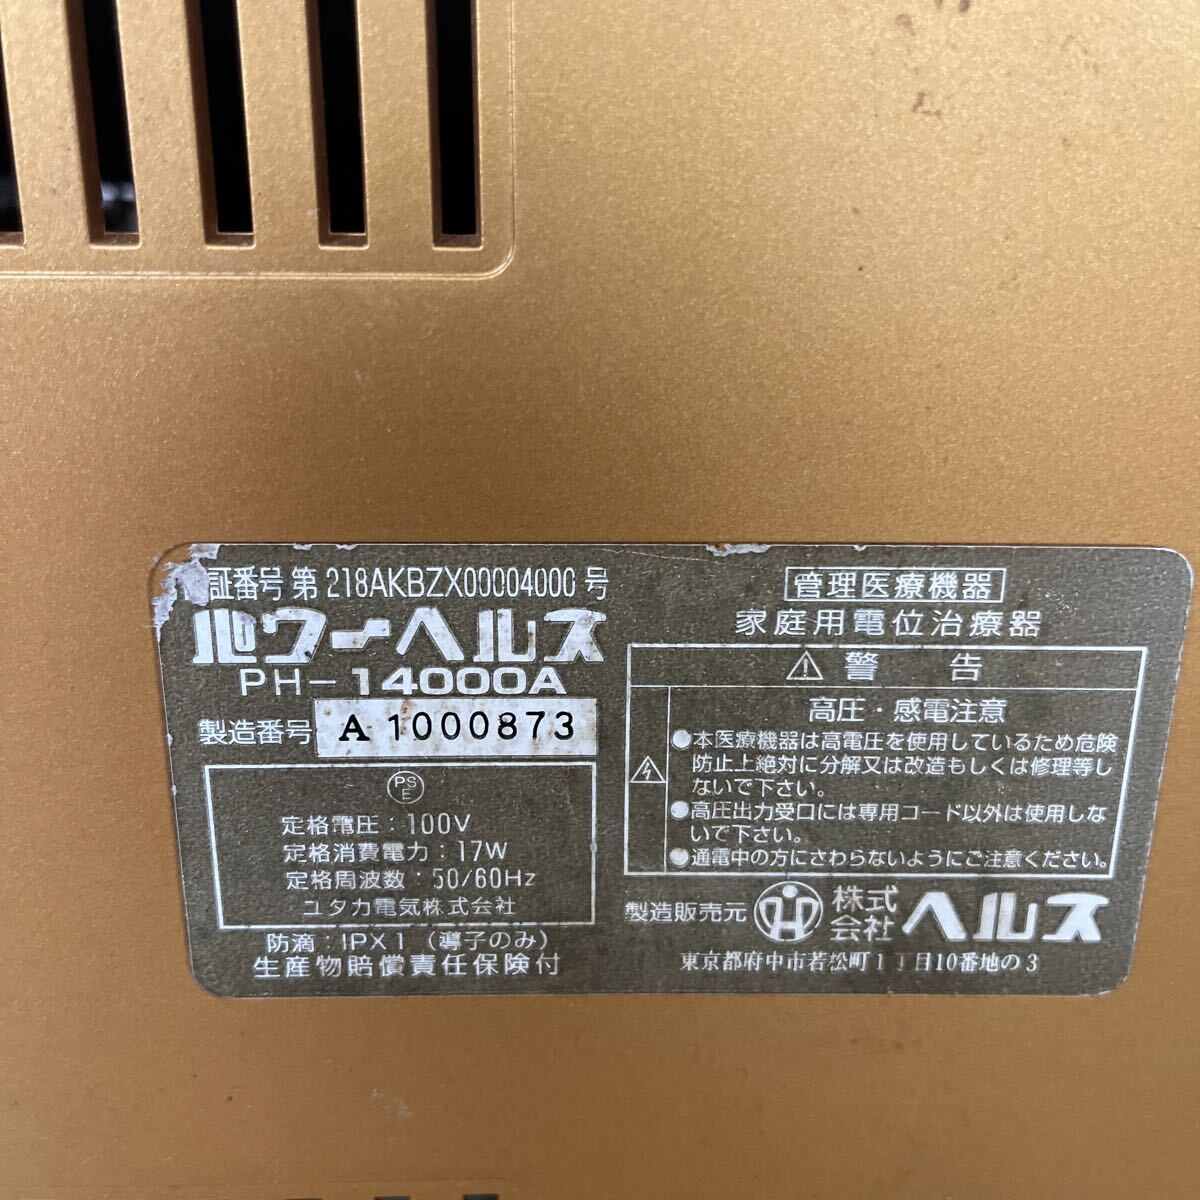 証番号 第 218AKBZX00004000 号
パワーヘルス
PH-14000A
製造番号 A 1000873
PS
E
定格電圧:100V
定格消費電力:17W
定格周波数:50/60Hz
ユタカ電気株式会社
防滴:IPX1(導子のみ)
生産物賠償責任保険付
管理医療機器
家庭用電位治療器
⚠警 告
高圧・感電注意
●本医療機器は高電圧を使用しているため危険
防止上絶対に分解又は改造もしくは修理等し
ないで下さい。
●高圧出力受口には専用コード以外は使用しな
いで下さい。
●通電中の方にさわらないようにご注意ください。
製造販売元 株式会社 ヘルス
東京都府中市若松町1丁目10番地の3